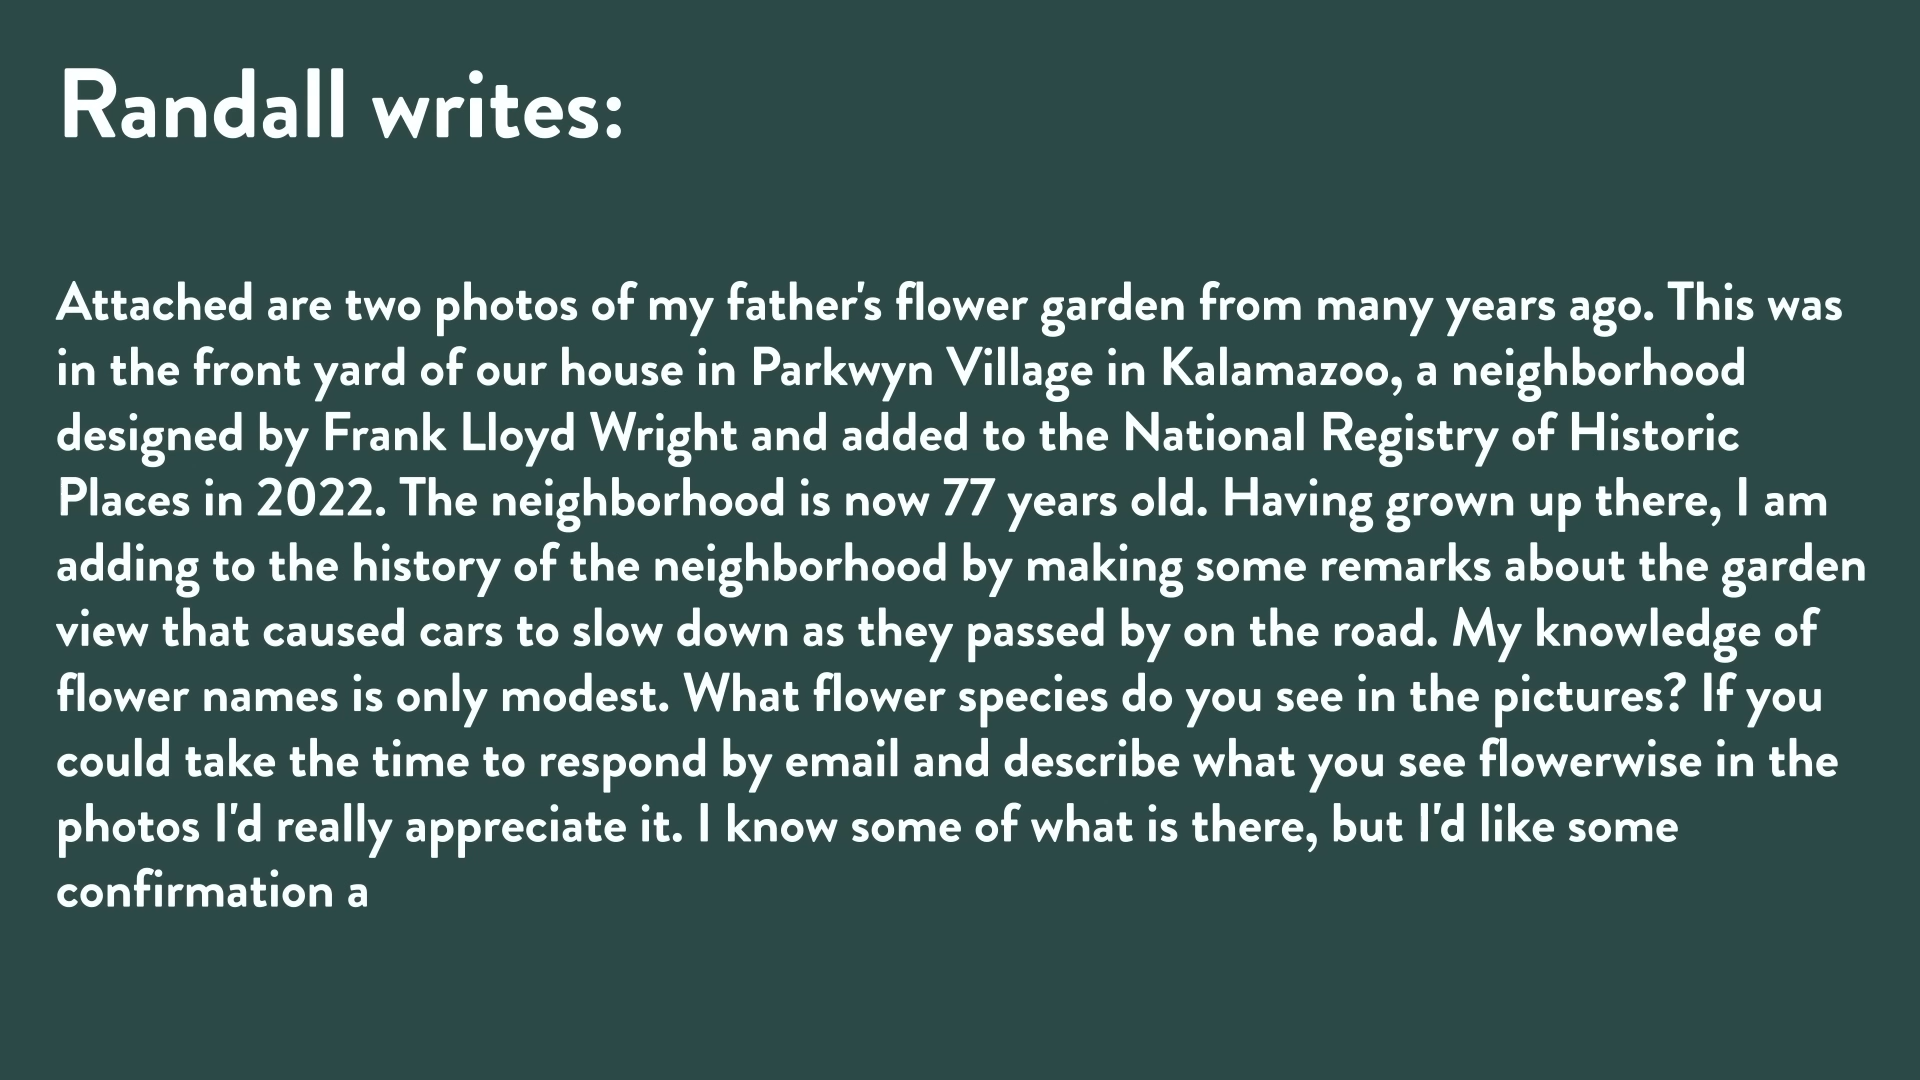 Randall writes:
Attached are two photos of my father's flower garden from many years ago. This was
in the front yard of our house in Parkwyn Village in Kalamazoo, a neighborhood
designed by Frank Lloyd Wright and added to the National Registry of Historic
Places in 2022. The neighborhood is now 77 years old. Having grown up there, I am
adding to the history of the neighborhood by making some remarks about the garden
view that caused cars to slow down as they passed by on the road. My knowledge of
flower names is only modest. What flower species do you see in the pictures? If you
could take the time to respond by email and describe what you see flowerwise in the
photos I'd really appreciate it. I know some of what is there, but I'd like some
confirmation a